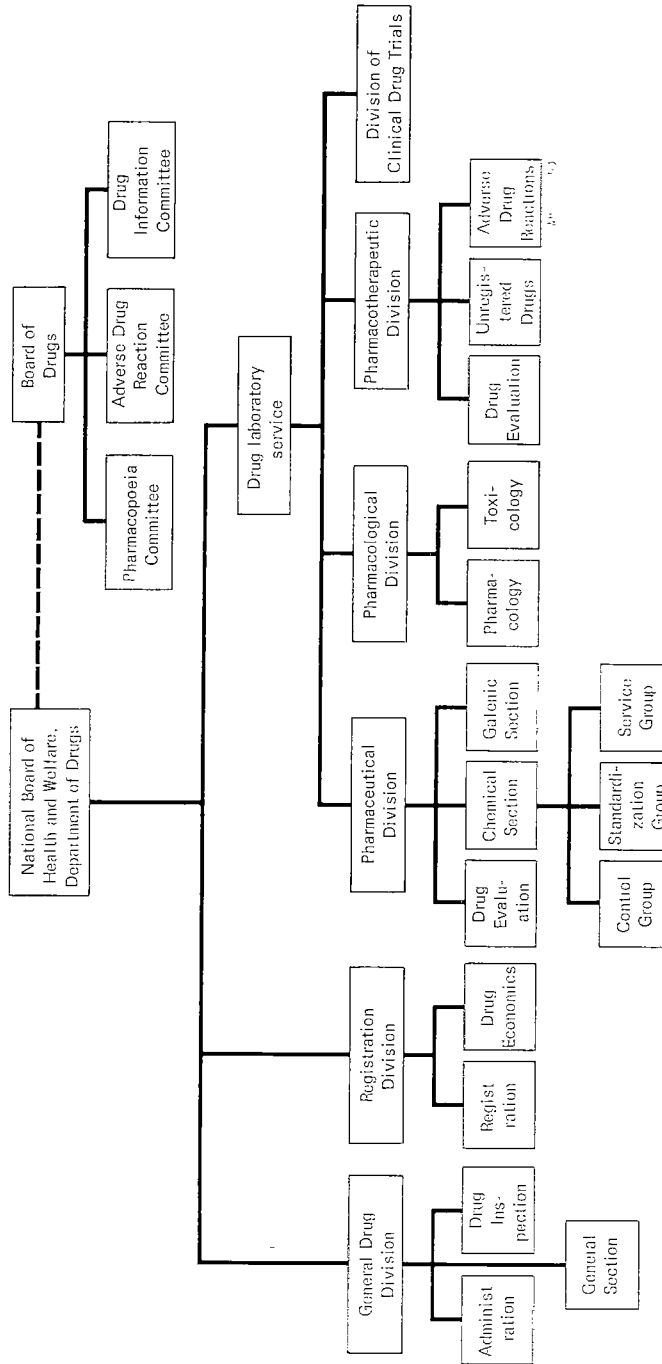 National Board of
Health and Welfare,
Department of Drugs
Board of
Drugs
Pharmacopoeia
Committee
Adverse Drug
Reaction
Committee
Drug
Information
Committee
General Drug
Division
Registration
Division
Drug laboratory
service
Pharmaceutical
Division
Pharmacological
Division
Pharmacotherapeutic
Division
Division of
Clinical Drug Trials
Administ
ration
Drug
Ins-
pection
General
Section
Regist
ration
Drug
Economics
Drug
Evalu-
ation
Chemical
Section
Galenic
Section
Pharma-
cology
Toxi-
cology
Drug
Evaluation
Unregis-
tered
Drugs
Adverse
Drug
Reactions
Control
Group
Standardi-
zation
Group
Service
Group